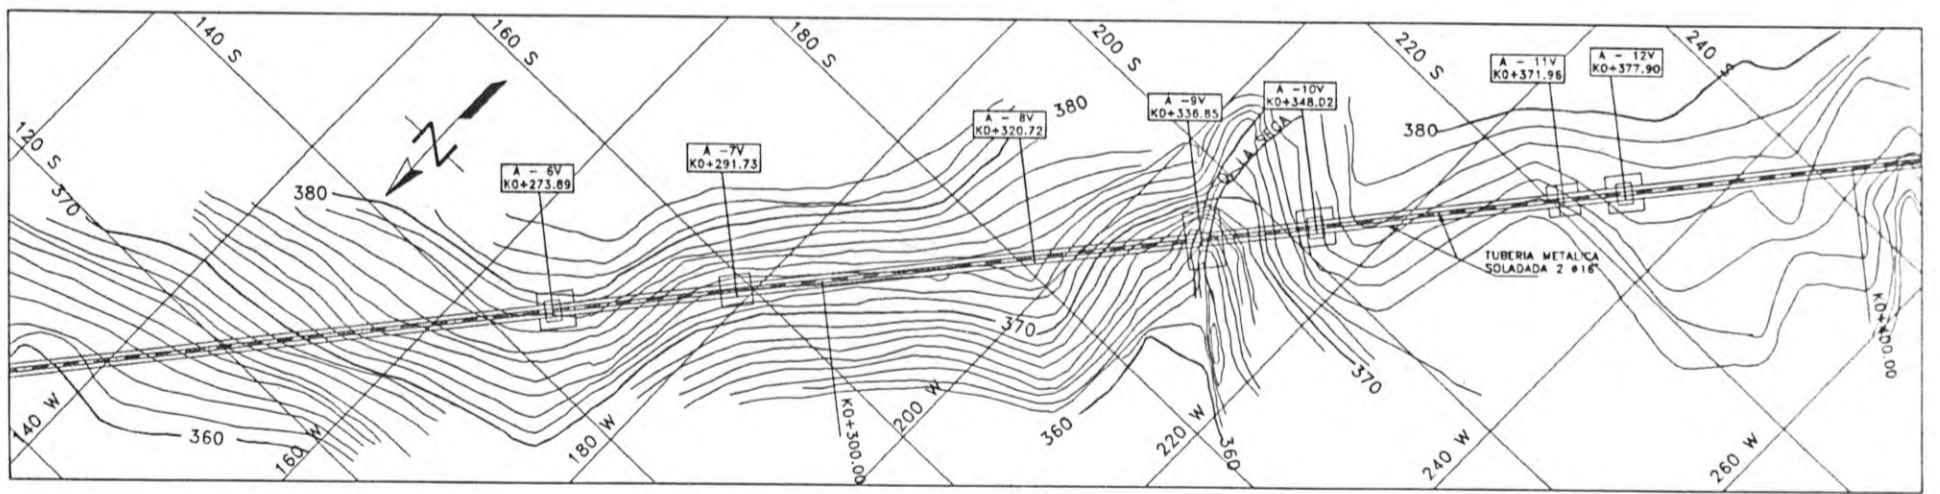 140 S
160 S
180 S
200 S
220 S
240 S
S
120 S
A - 6V
K0+273.89
A -7V
K0+291.73
A - 8V
K0+320.72
A -9V
K0+336.85
A -10V
K0+348.02
A - 11V
K0+371.96
A - 12V
K0+377.90
N
370
380
380
380
Q. LA SECA
TUBERIA METALICA
SOLDADA 2 ø16"
370
370
360
360
360
K0+300.00
K0+400.00
140 W
160 W
180 W
200 W
220 W
240 W
260 W